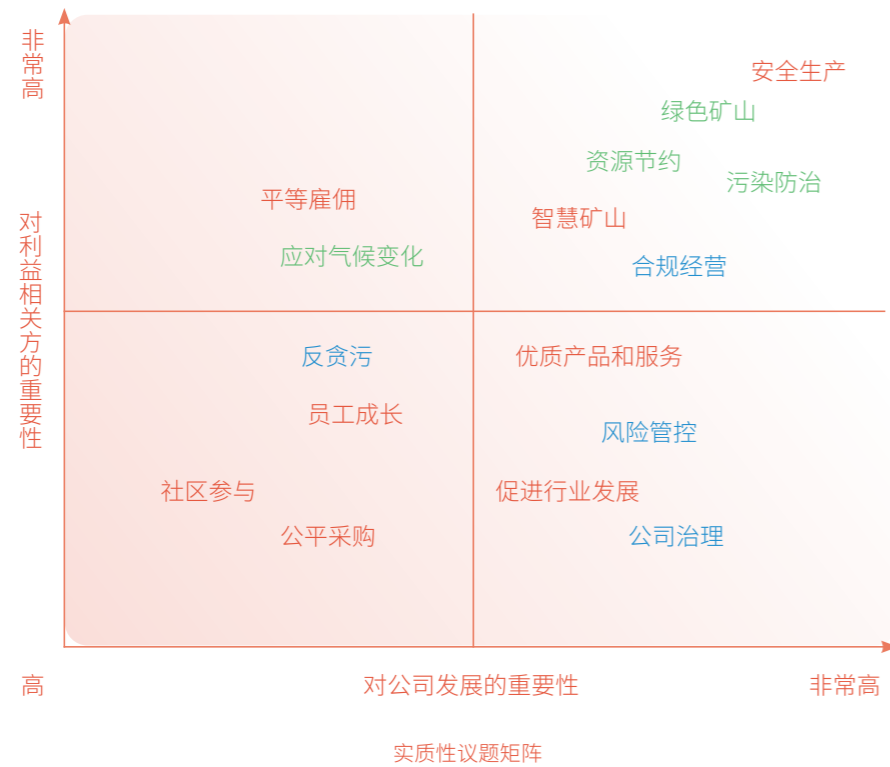 非常高
对利益相关方的重要性
安全生产
绿色矿山
资源节约
污染防治
平等雇佣
智慧矿山
应对气候变化
合规经营
反贪污
优质产品和服务
员工成长
风险管控
社区参与
促进行业发展
公平采购
公司治理
高
对公司发展的重要性
非常高
实质性议题矩阵